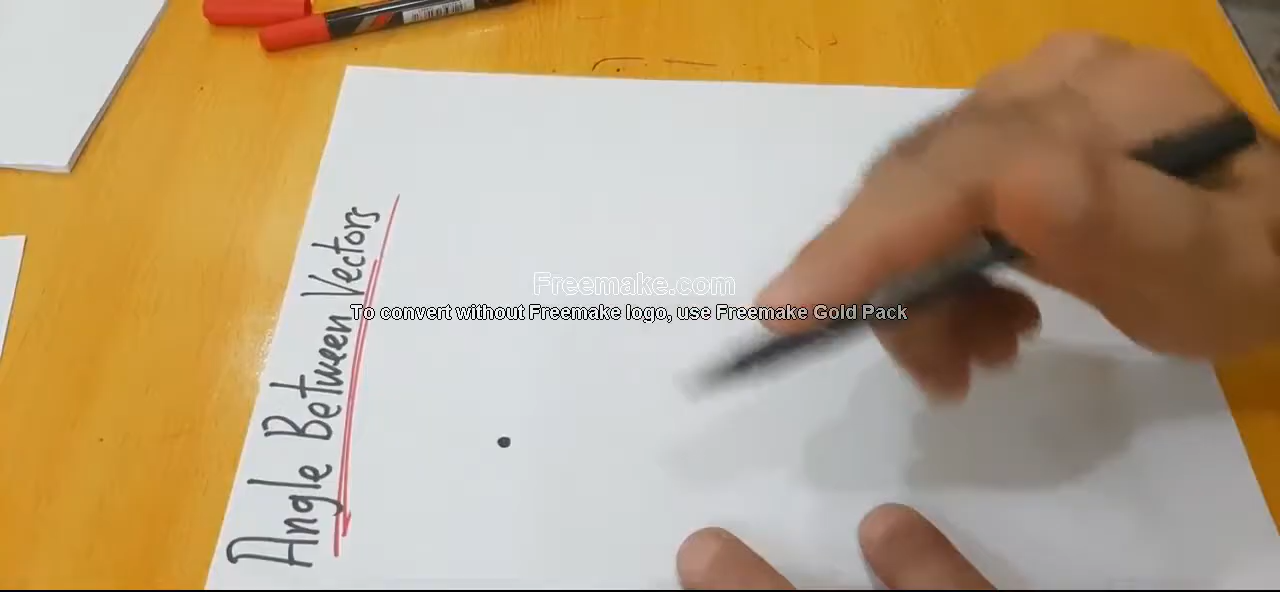 Angle Between Vectors
Freemake.com
To convert without Freemake logo, use Freemake Gold Pack